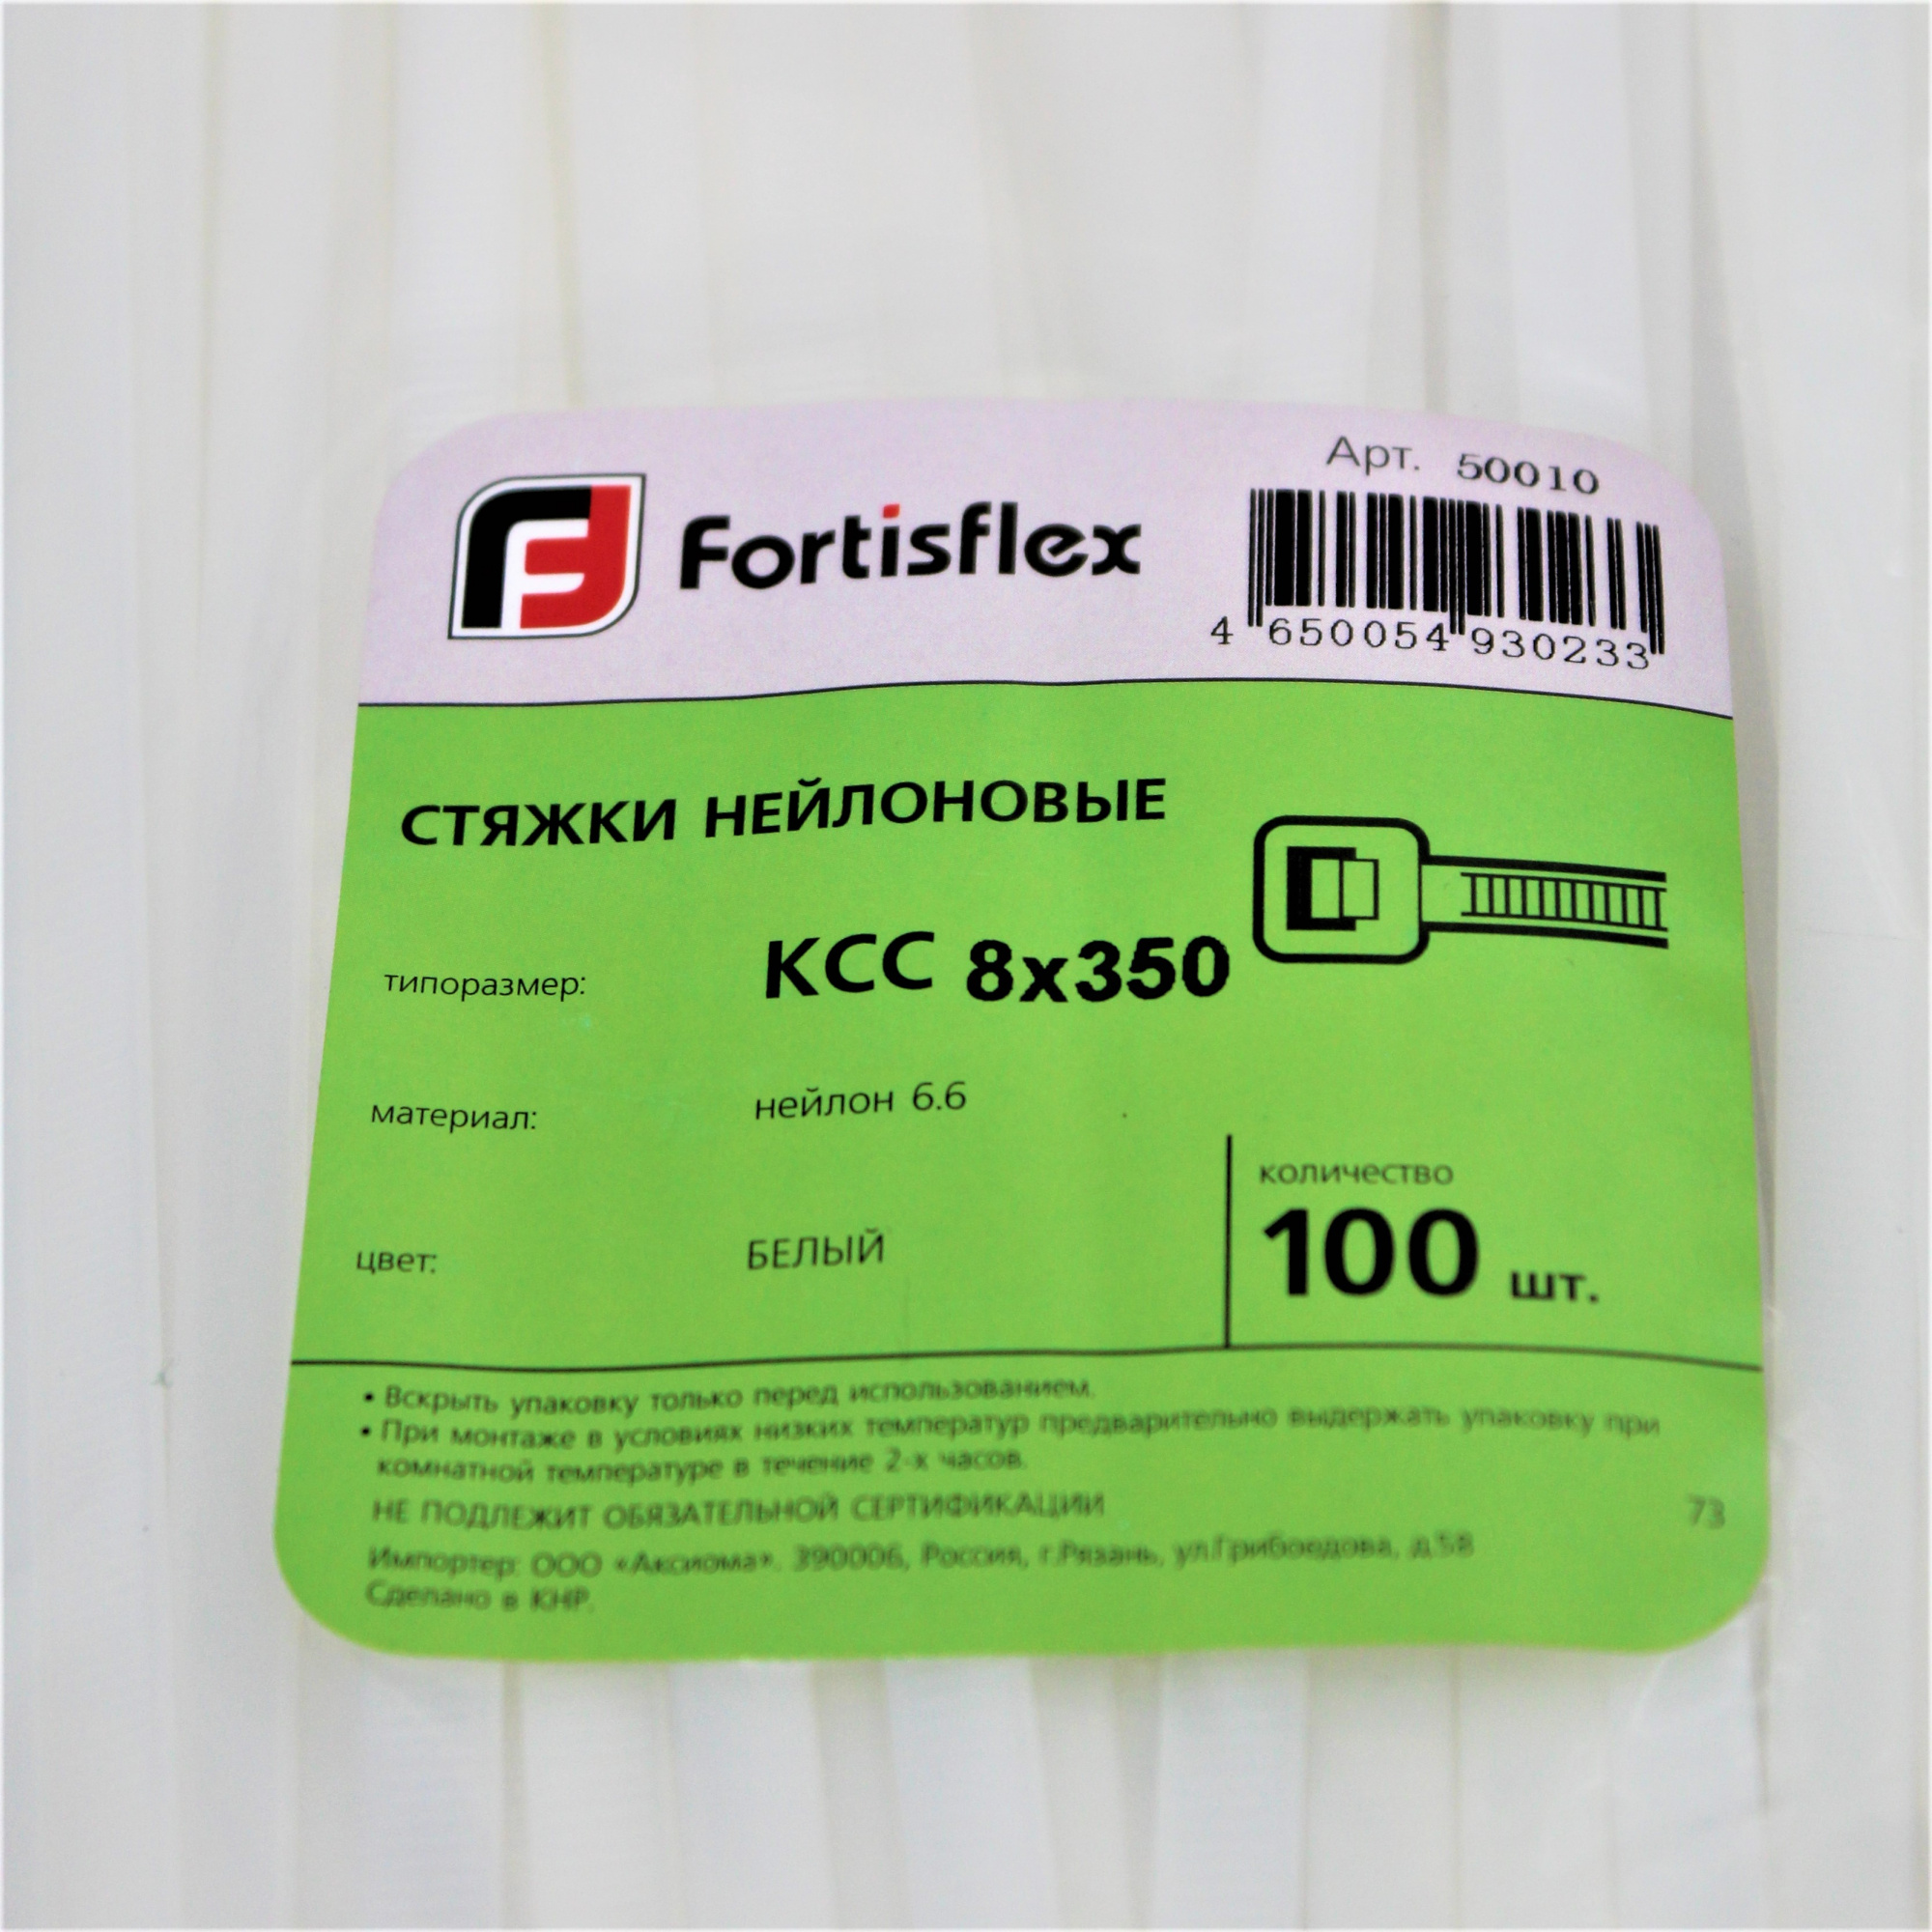 Fortisflex
Арт. 50010
4 650054 930233
СТЯЖКИ НЕЙЛОНОВЫЕ
типоразмер: КСС 8х350
материал: нейлон 6.6
цвет: БЕЛЫЙ
количество
100 шт.
• Вскрыть упаковку только перед использованием.
• При монтаже в условиях низких температур предварительно выдержать упаковку при
комнатной температуре в течение 2-х часов.
НЕ ПОДЛЕЖИТ ОБЯЗАТЕЛЬНОЙ СЕРТИФИКАЦИИ
73
Импортер: ООО «Аксиома». 390006, Россия, г.Рязань, ул.Грибоедова, д.58
Сделано в КНР.